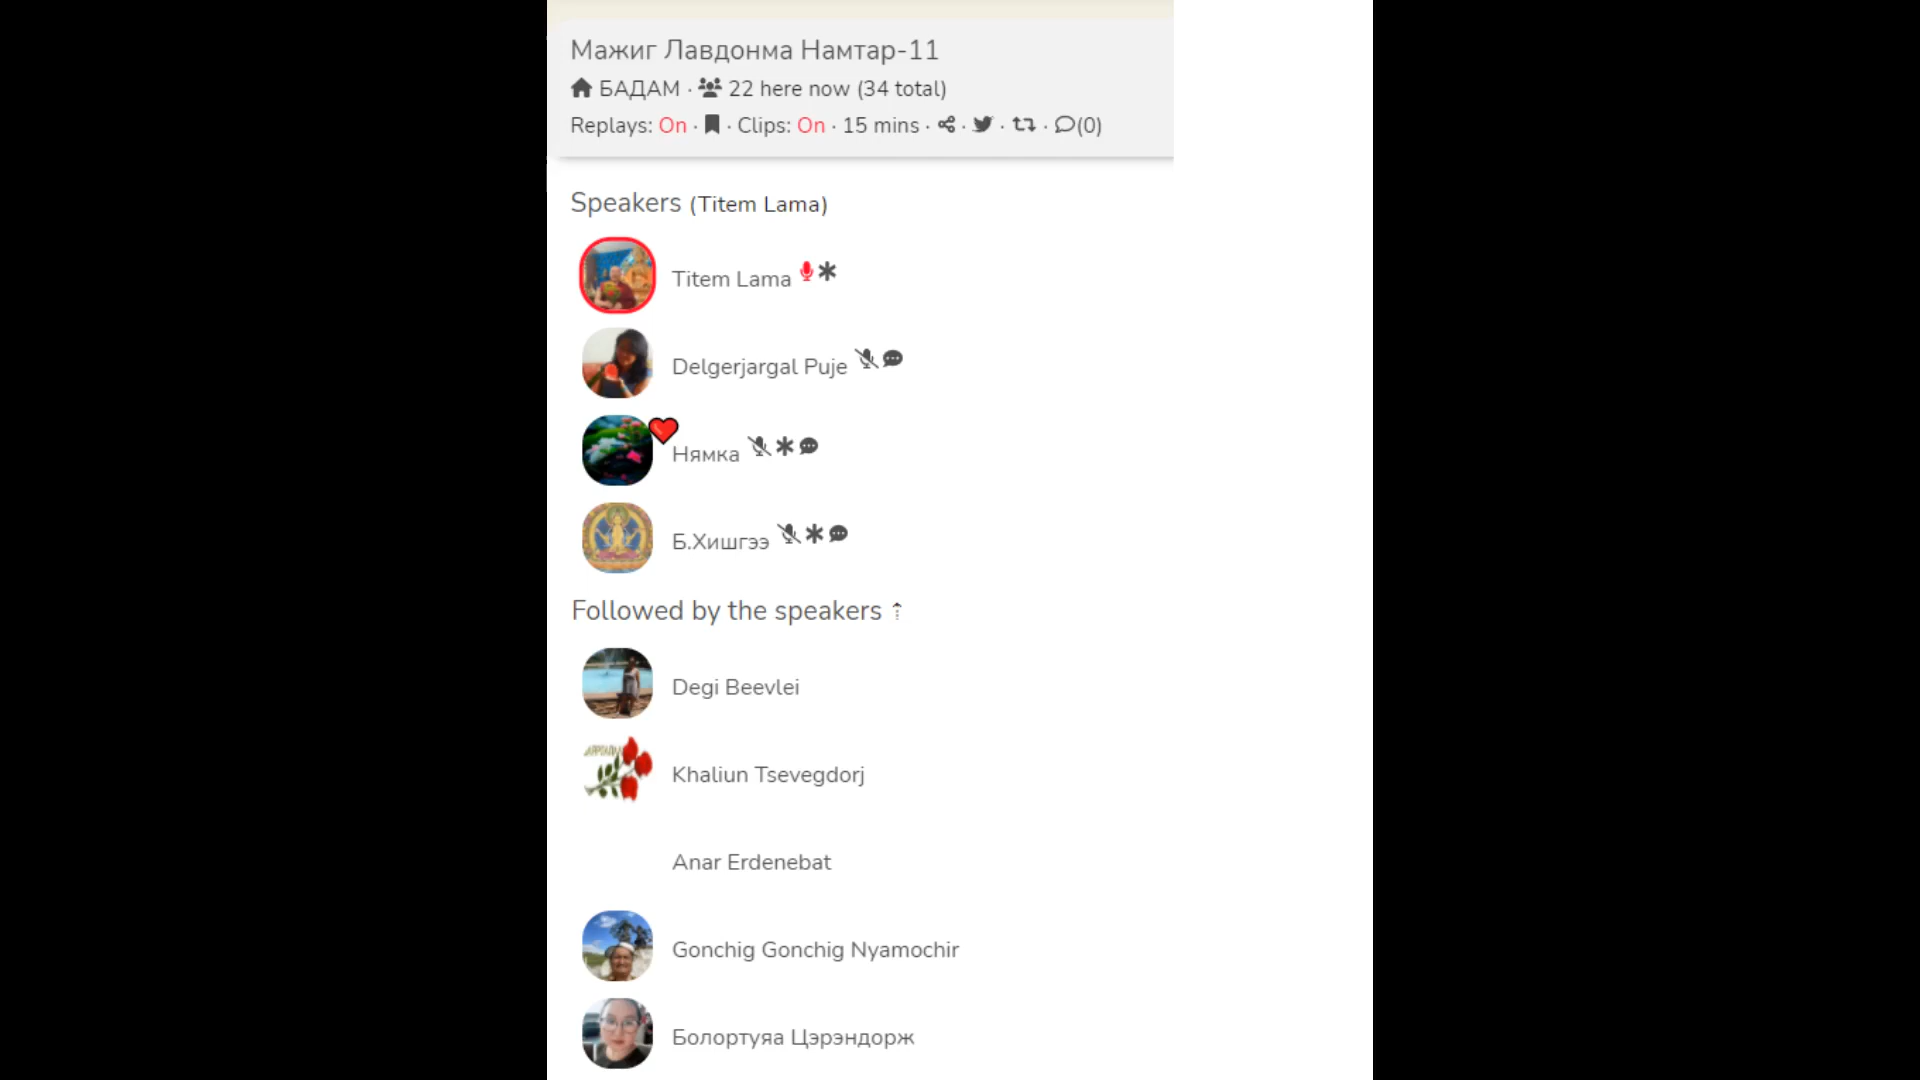 Мажиг Лавдонма Намтар-11
БАДАМ · 22 here now (34 total)
Replays: On · · Clips: On · 15 mins · · · · (0)
Speakers (Titem Lama)
Titem Lama
Delgerjargal Puje
Нямка
Б.Хишгээ
Followed by the speakers
Degi Beevlei
Khaliun Tsevegdorj
Anar Erdenebat
Gonchig Gonchig Nyamochir
Болортуяа Цэрэндорж